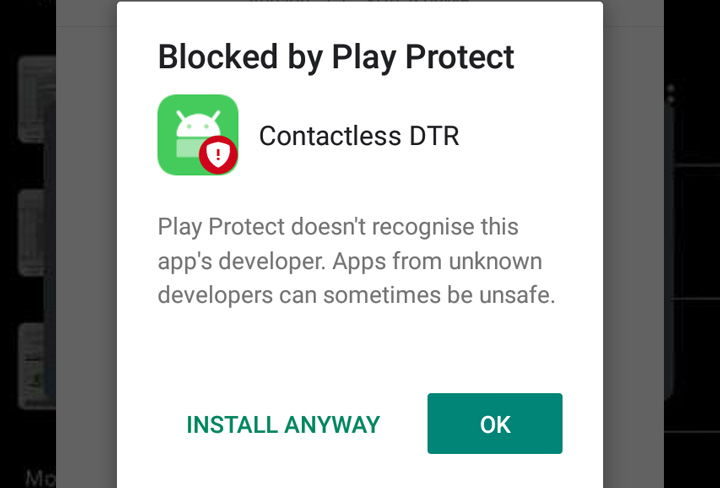 Blocked by Play Protect
Contactless DTR
Play Protect doesn't recognise this
app's developer. Apps from unknown
developers can sometimes be unsafe.
INSTALL ANYWAY
OK